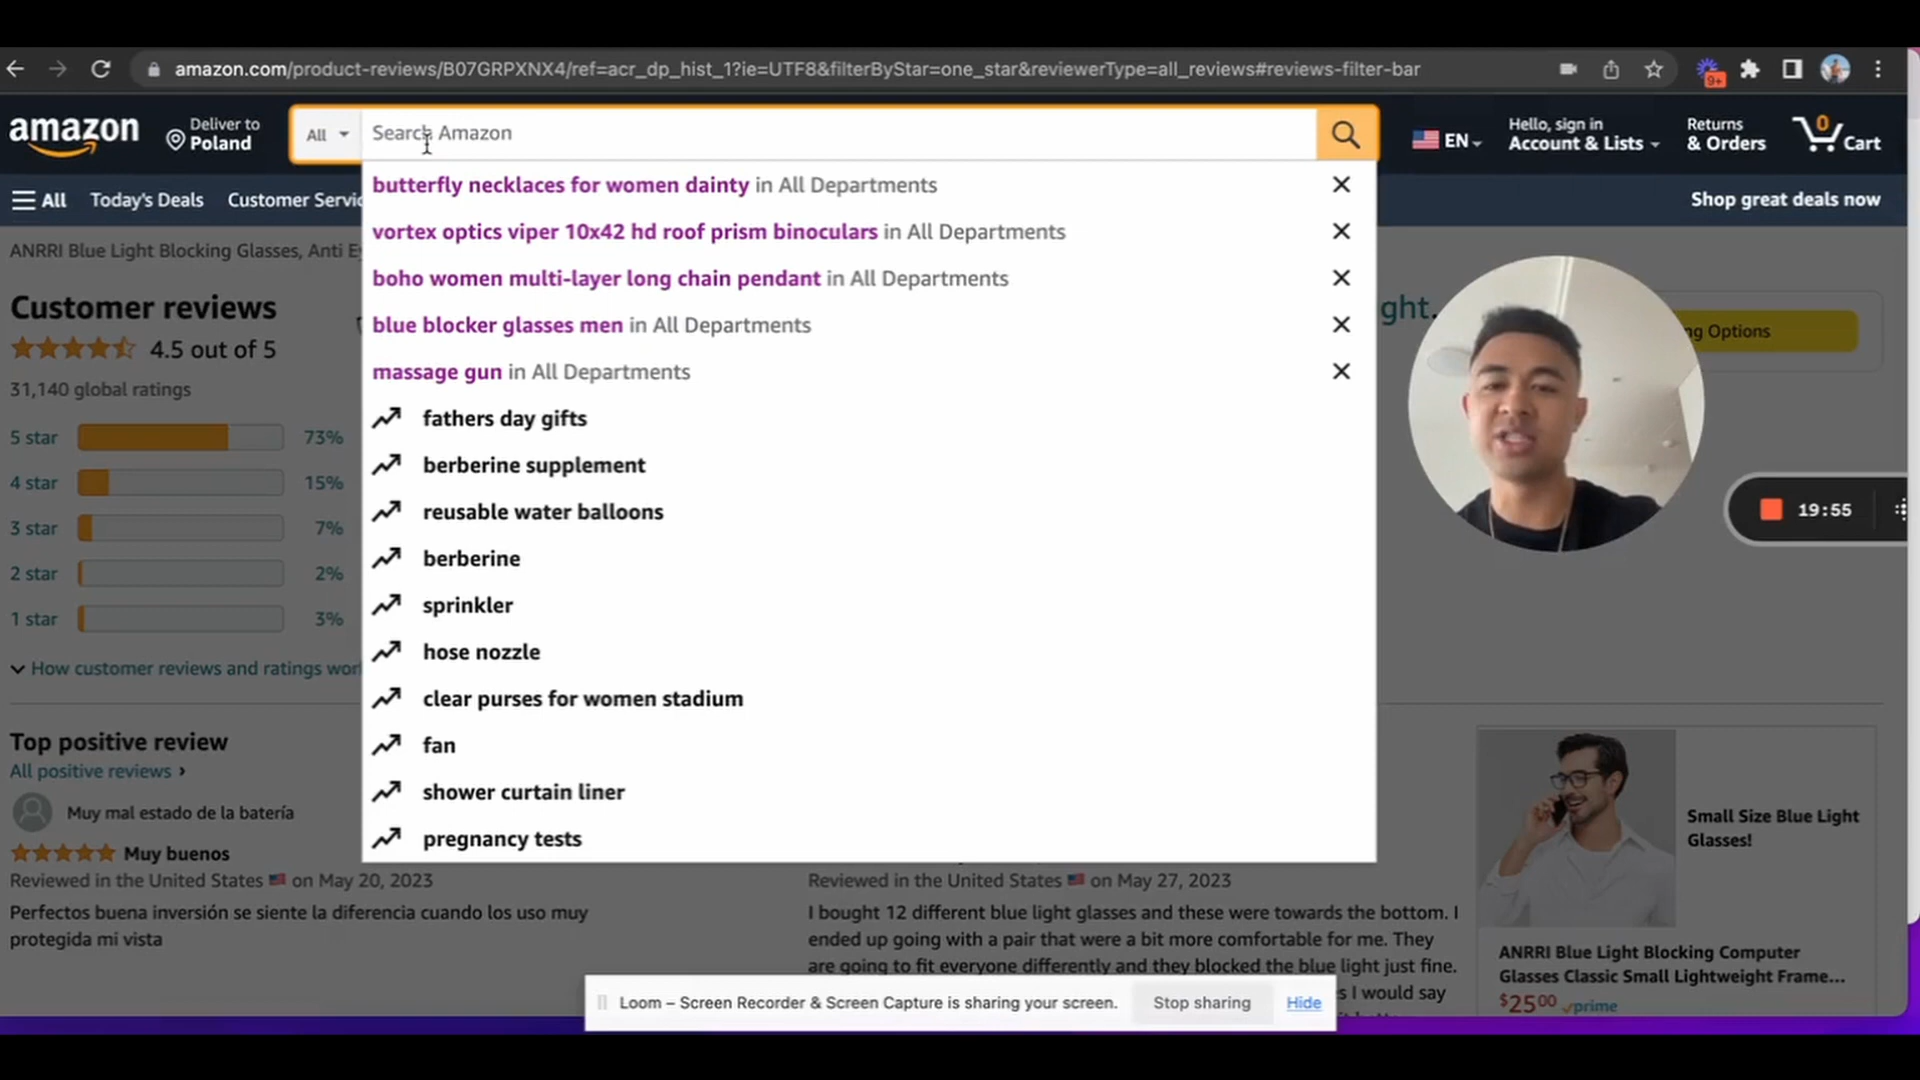 amazon.com/product-reviews/B07GRPXNX4/ref=acr_dp_hist_1?ie=UTF8&filterByStar=one_star&reviewerType=all_reviews#reviews-filter-bar
9+
amazon
Deliver to
Poland
All
Search Amazon
EN
Hello, sign in
Account & Lists
Returns
& Orders
0
Cart
All
Today's Deals
Customer Servic
Shop great deals now
butterfly necklaces for women dainty in All Departments
vortex optics viper 10x42 hd roof prism binoculars in All Departments
boho women multi-layer long chain pendant in All Departments
blue blocker glasses men in All Departments
massage gun in All Departments
fathers day gifts
berberine supplement
reusable water balloons
berberine
sprinkler
hose nozzle
clear purses for women stadium
fan
shower curtain liner
pregnancy tests
ANRRI Blue Light Blocking Glasses, Anti E
Customer reviews
4.5 out of 5
31,140 global ratings
5 star 73%
4 star 15%
3 star 7%
2 star 2%
1 star 3%
How customer reviews and ratings wor
ght.
ng Options
19:55
Top positive review
All positive reviews ›
Muy mal estado de la batería
Muy buenos
Reviewed in the United States on May 20, 2023
Perfectos buena inversión se siente la diferencia cuando los uso muy
protegida mi vista
Reviewed in the United States on May 27, 2023
I bought 12 different blue light glasses and these were towards the bottom. I
ended up going with a pair that were a bit more comfortable for me. They
are going to fit everyone differently and they blocked the blue light just fine.
s I would say
Small Size Blue Light
Glasses!
ANRRI Blue Light Blocking Computer
Glasses Classic Small Lightweight Frame...
$2500 prime
Loom – Screen Recorder & Screen Capture is sharing your screen.
Stop sharing
Hide